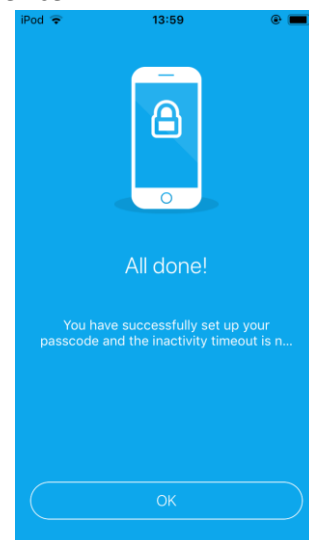 iPod 13:59
All done!
You have successfully set up your
passcode and the inactivity timeout is n...
OK